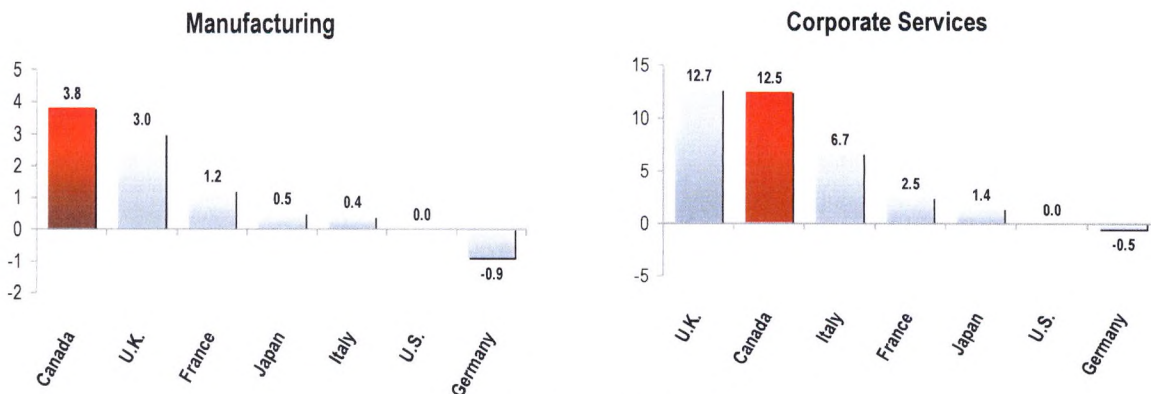 Manufacturing
5
4
3
2
1
0
-1
-2
3.8
3.0
1.2
0.5
0.4
0.0
-0.9
Canada
U.K.
France
Japan
Italy
U.S.
Germany
Corporate Services
15
10
5
0
-5
12.7
12.5
6.7
2.5
1.4
0.0
-0.5
U.K.
Canada
Italy
France
Japan
U.S.
Germany